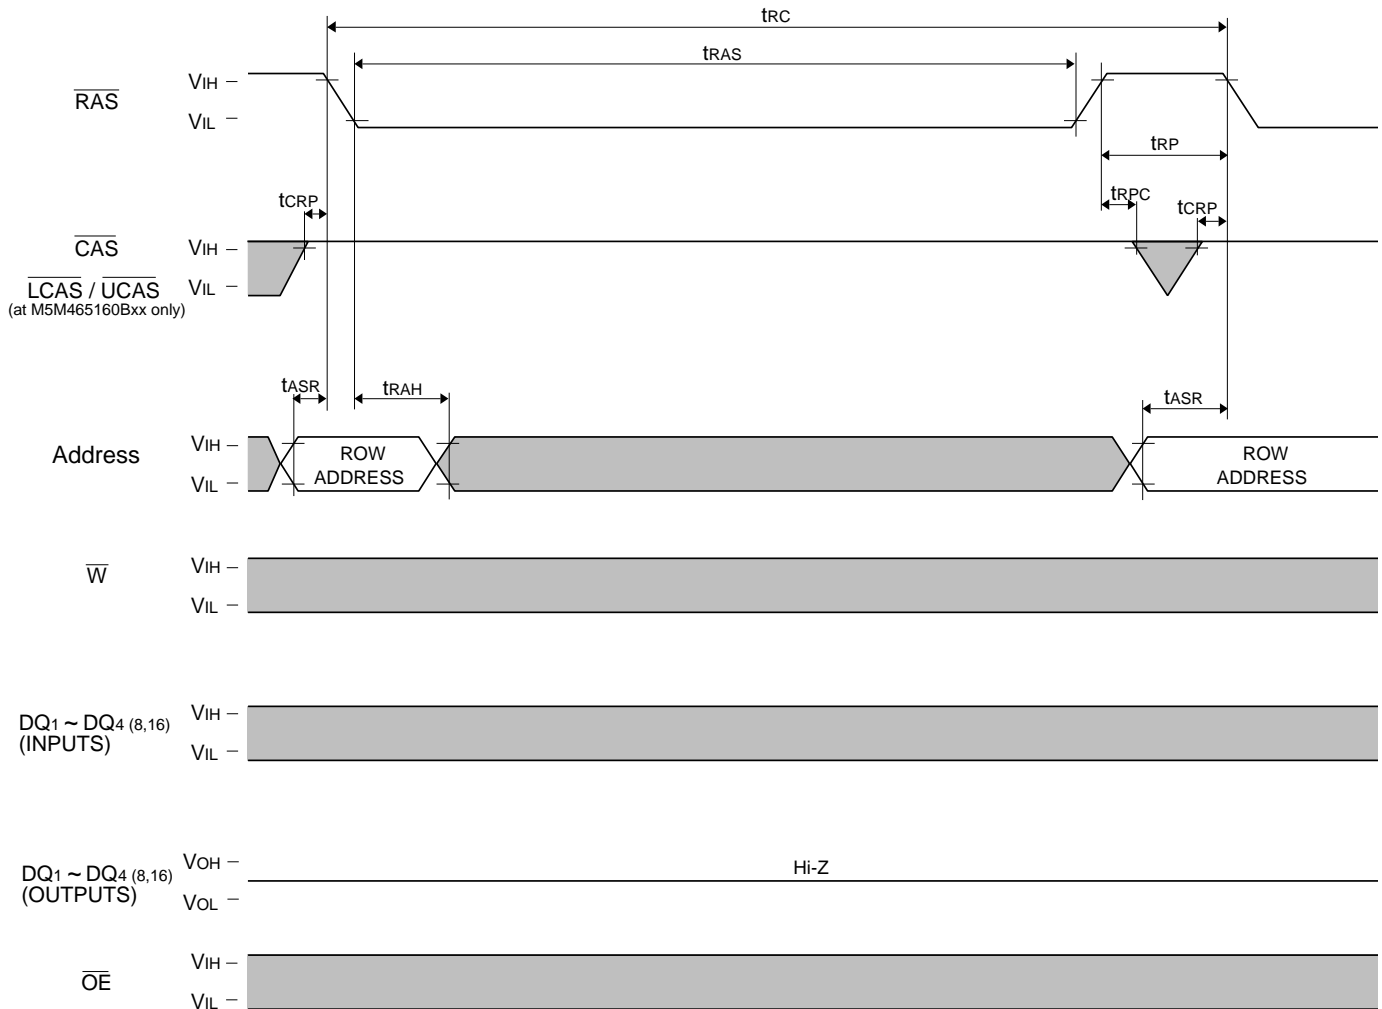 tRC
tRAS
RAS
VIH
VIL
tRP
tCRP
tRPC
tCRP
CAS
VIH
LCAS / UCAS
VIL
(at M5M465160Bxx only)
tASR
tRAH
tASR
Address
VIH
VIL
ROW
ADDRESS
ROW
ADDRESS
W
VIH
VIL
DQ1 ~ DQ4 (8,16)
(INPUTS)
VIH
VIL
DQ1 ~ DQ4 (8,16)
(OUTPUTS)
VOH
VOL
Hi-Z
OE
VIH
VIL